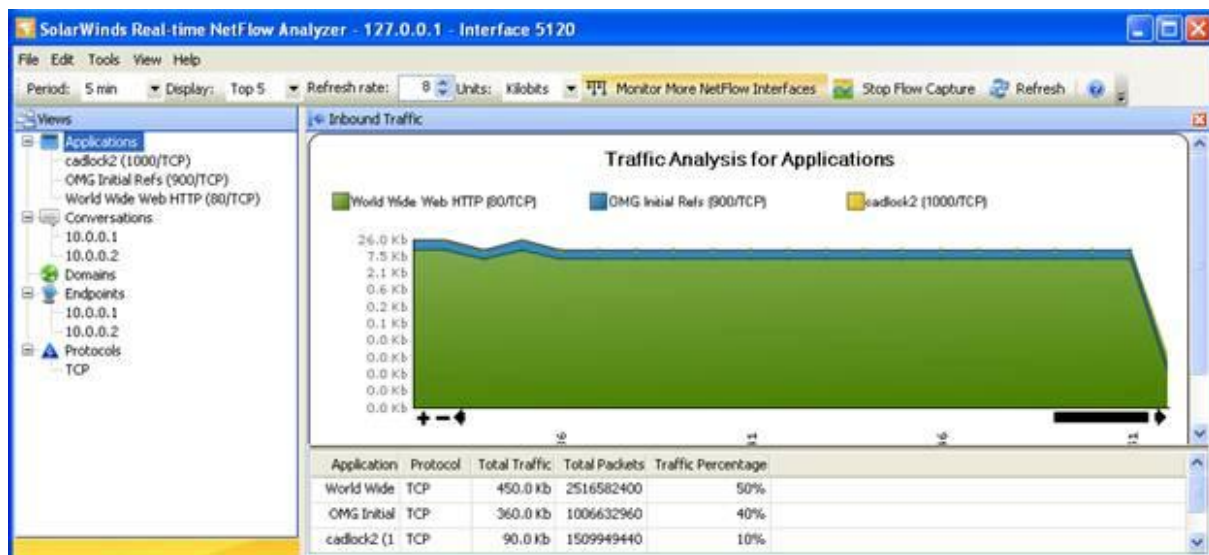 SolarWinds Real-time NetFlow Analyzer - 127.0.0.1 - Interface 5120
File Edit Tools View Help
Period: 5 min Display: Top 5 Refresh rate: 8 Units: Kilobits Monitor More NetFlow Interfaces Stop Flow Capture Refresh
Views
Applications
cadlock2 (1000/TCP)
OMG Initial Refs (900/TCP)
World Wide Web HTTP (80/TCP)
Conversations
10.0.0.1
10.0.0.2
Domains
Endpoints
10.0.0.1
10.0.0.2
Protocols
TCP
Inbound Traffic
Traffic Analysis for Applications
World Wide Web HTTP (80/TCP) OMG Initial Refs (900/TCP) cadlock2 (1000/TCP)
26.0 Kb
7.5 Kb
2.1 Kb
0.6 Kb
0.2 Kb
0.1 Kb
0.0 Kb
0.0 Kb
0.0 Kb
0.0 Kb
0.0 Kb
Application Protocol Total Traffic Total Packets Traffic Percentage
World Wide TCP 450.0 Kb 2516582400 50%
OMG Initial TCP 360.0 Kb 1006632960 40%
cadlock2 (1 TCP 90.0 Kb 1509949440 10%